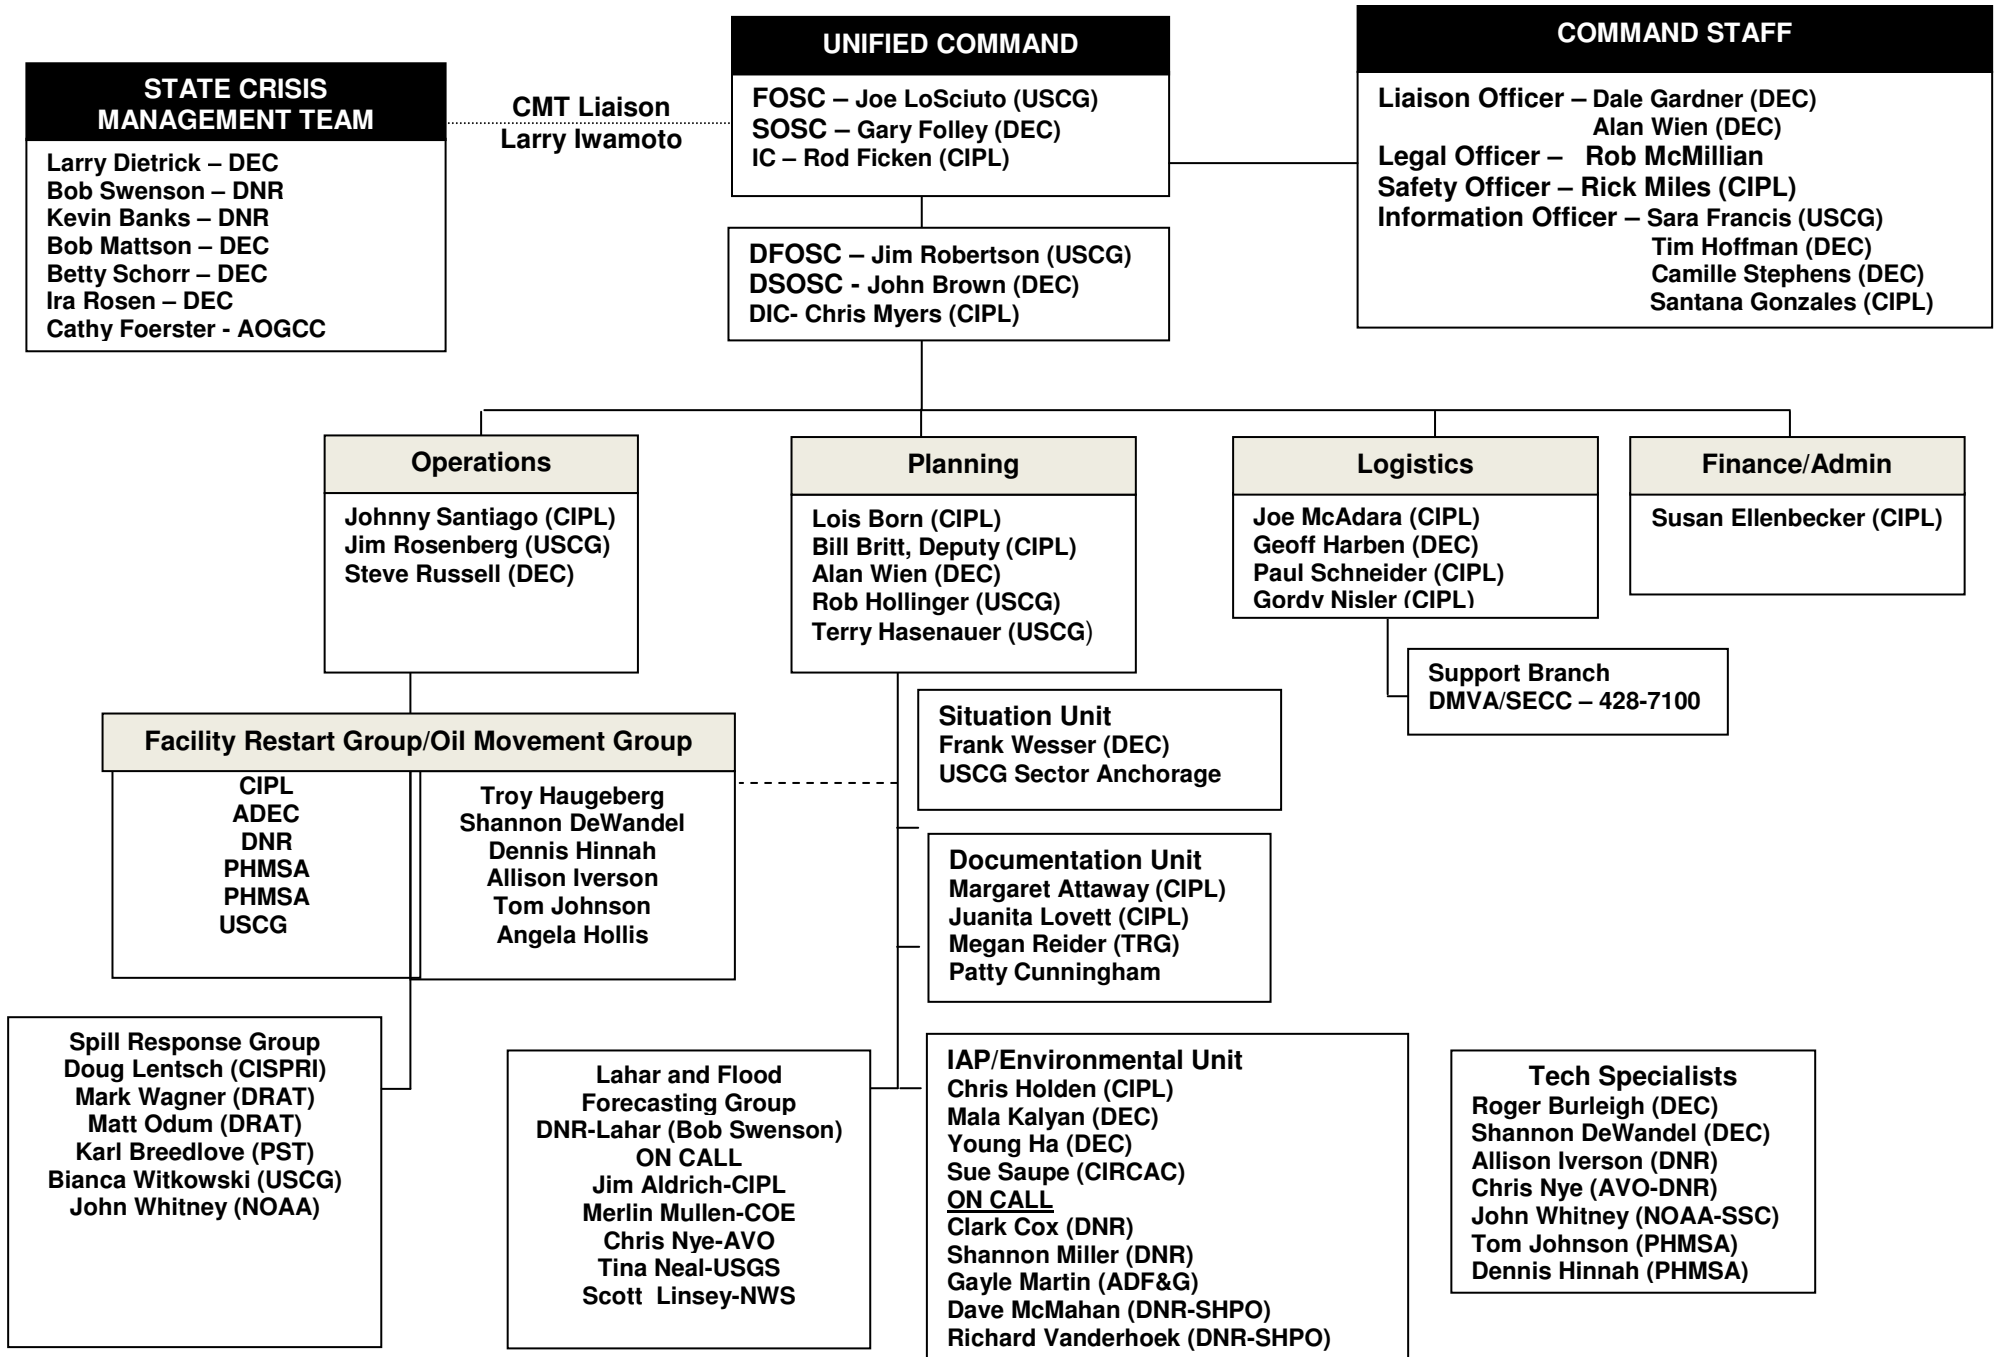 STATE CRISIS
MANAGEMENT TEAM
Larry Dietrick – DEC
Bob Swenson – DNR
Kevin Banks – DNR
Bob Mattson – DEC
Betty Schorr – DEC
Ira Rosen – DEC
Cathy Foerster - AOGCC
CMT Liaison
Larry Iwamoto
UNIFIED COMMAND
FOSC – Joe LoSciuto (USCG)
SOSC – Gary Folley (DEC)
IC – Rod Ficken (CIPL)
COMMAND STAFF
Liaison Officer – Dale Gardner (DEC)
Alan Wien (DEC)
Legal Officer – Rob McMillian
Safety Officer – Rick Miles (CIPL)
Information Officer – Sara Francis (USCG)
Tim Hoffman (DEC)
Camille Stephens (DEC)
Santana Gonzales (CIPL)
DFOSC – Jim Robertson (USCG)
DSOSC - John Brown (DEC)
DIC- Chris Myers (CIPL)
Operations
Johnny Santiago (CIPL)
Jim Rosenberg (USCG)
Steve Russell (DEC)
Planning
Lois Born (CIPL)
Bill Britt, Deputy (CIPL)
Alan Wien (DEC)
Rob Hollinger (USCG)
Terry Hasenauer (USCG)
Logistics
Joe McAdara (CIPL)
Geoff Harben (DEC)
Paul Schneider (CIPL)
Gordy Nisler (CIPL)
Finance/Admin
Susan Ellenbecker (CIPL)
Support Branch
DMVA/SECC – 428-7100
Facility Restart Group/Oil Movement Group
CIPL
ADEC
DNR
PHMSA
PHMSA
USCG
Troy Haugeberg
Shannon DeWandel
Dennis Hinnah
Allison Iverson
Tom Johnson
Angela Hollis
Situation Unit
Frank Wesser (DEC)
USCG Sector Anchorage
Documentation Unit
Margaret Attaway (CIPL)
Juanita Lovett (CIPL)
Megan Reider (TRG)
Patty Cunningham
Spill Response Group
Doug Lentsch (CISPRI)
Mark Wagner (DRAT)
Matt Odum (DRAT)
Karl Breedlove (PST)
Bianca Witkowski (USCG)
John Whitney (NOAA)
Lahar and Flood
Forecasting Group
DNR-Lahar (Bob Swenson)
ON CALL
Jim Aldrich-CIPL
Merlin Mullen-COE
Chris Nye-AVO
Tina Neal-USGS
Scott Linsey-NWS
IAP/Environmental Unit
Chris Holden (CIPL)
Mala Kalyan (DEC)
Young Ha (DEC)
Sue Saupe (CIRCAC)
ON CALL
Clark Cox (DNR)
Shannon Miller (DNR)
Gayle Martin (ADF&G)
Dave McMahan (DNR-SHPO)
Richard Vanderhoek (DNR-SHPO)
Tech Specialists
Roger Burleigh (DEC)
Shannon DeWandel (DEC)
Allison Iverson (DNR)
Chris Nye (AVO-DNR)
John Whitney (NOAA-SSC)
Tom Johnson (PHMSA)
Dennis Hinnah (PHMSA)